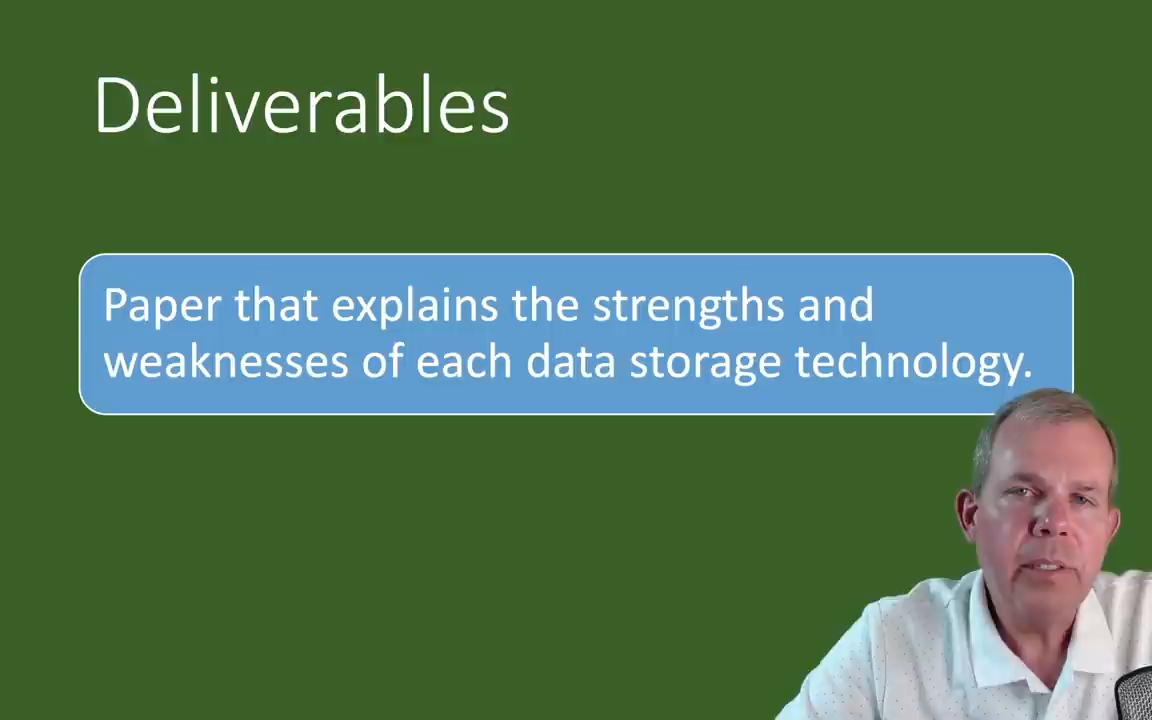 Deliverables
Paper that explains the strengths and
weaknesses of each data storage technology.